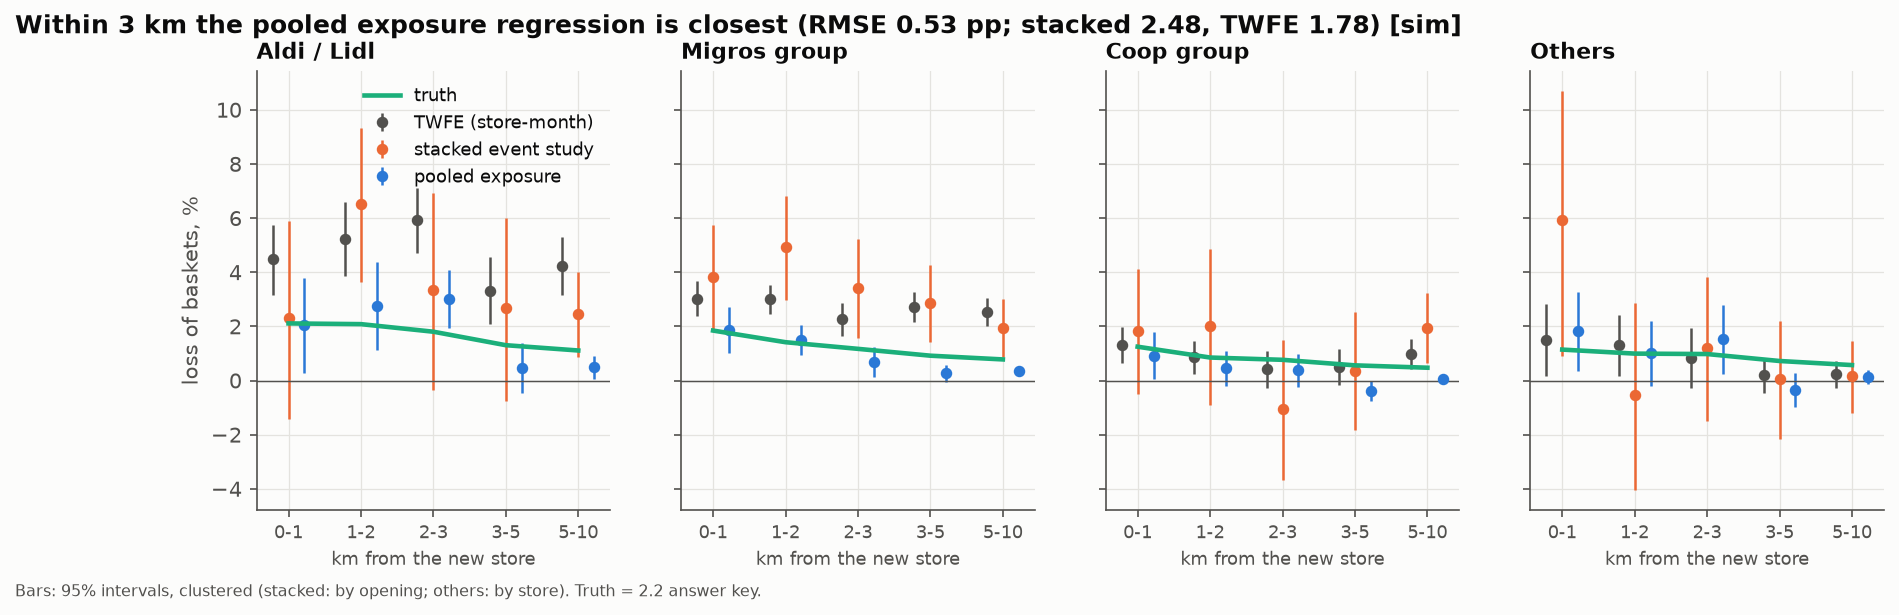 Within 3 km the pooled exposure regression is closest (RMSE 0.53 pp; stacked 2.48, TWFE 1.78) [sim]
Aldi / Lidl
Migros group
Coop group
Others
truth
TWFE (store-month)
stacked event study
pooled exposure
loss of baskets, %
10
8
6
4
2
0
−2
−4
0-1 1-2 2-3 3-5 5-10
0-1 1-2 2-3 3-5 5-10
0-1 1-2 2-3 3-5 5-10
0-1 1-2 2-3 3-5 5-10
km from the new store
km from the new store
km from the new store
km from the new store
Bars: 95% intervals, clustered (stacked: by opening; others: by store). Truth = 2.2 answer key.